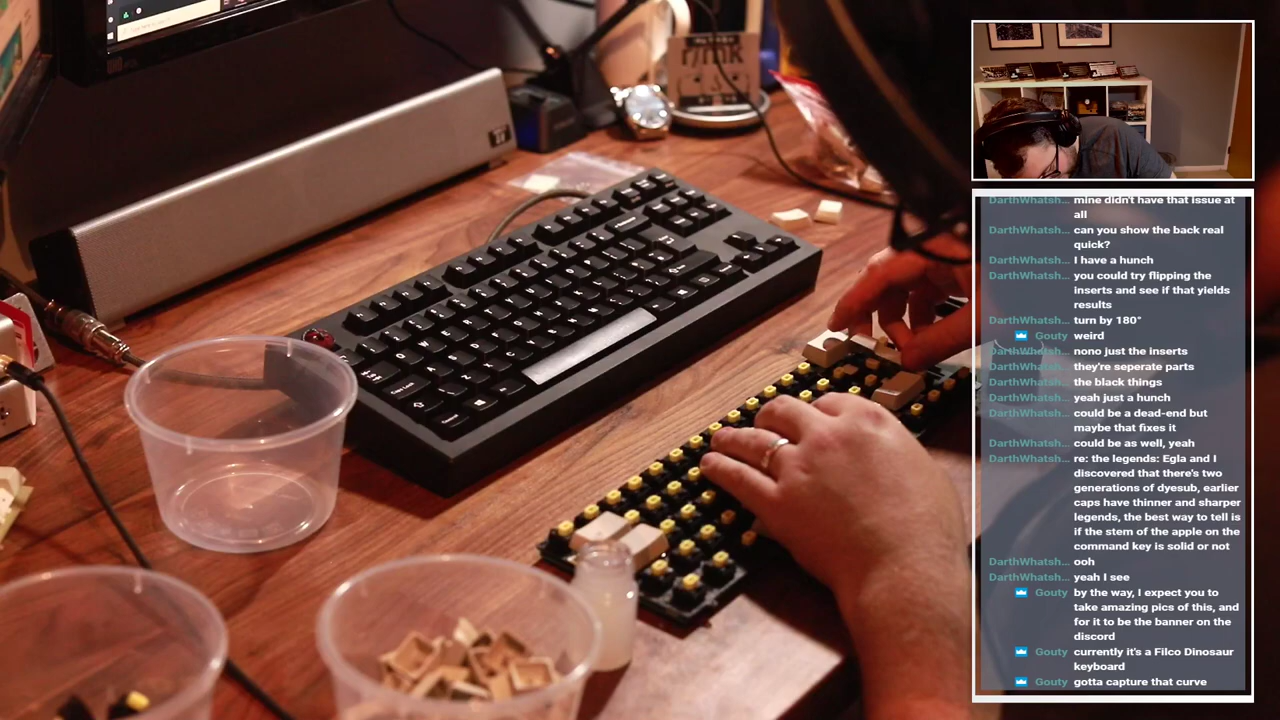 DarthWhatsh... mine didn't have that issue at
all
DarthWhatsh... can you show the back real
quick?
DarthWhatsh... I have a hunch
DarthWhatsh... you could try flipping the
inserts and see if that yields
results
DarthWhatsh... turn by 180°
Gouty weird
DarthWhatsh... nono just the inserts
DarthWhatsh... they're seperate parts
DarthWhatsh... the black things
DarthWhatsh... yeah just a hunch
DarthWhatsh... could be a dead-end but
maybe that fixes it
DarthWhatsh... could be as well, yeah
DarthWhatsh... re: the legends: Egla and I
discovered that there's two
generations of dyesub, earlier
caps have thinner and sharper
legends, the best way to tell is
if the stem of the apple on the
command key is solid or not
DarthWhatsh... ooh
DarthWhatsh... yeah I see
Gouty by the way, I expect you to
take amazing pics of this, and
for it to be the banner on the
discord
Gouty currently it's a Filco Dinosaur
keyboard
Gouty gotta capture that curve
r/mk